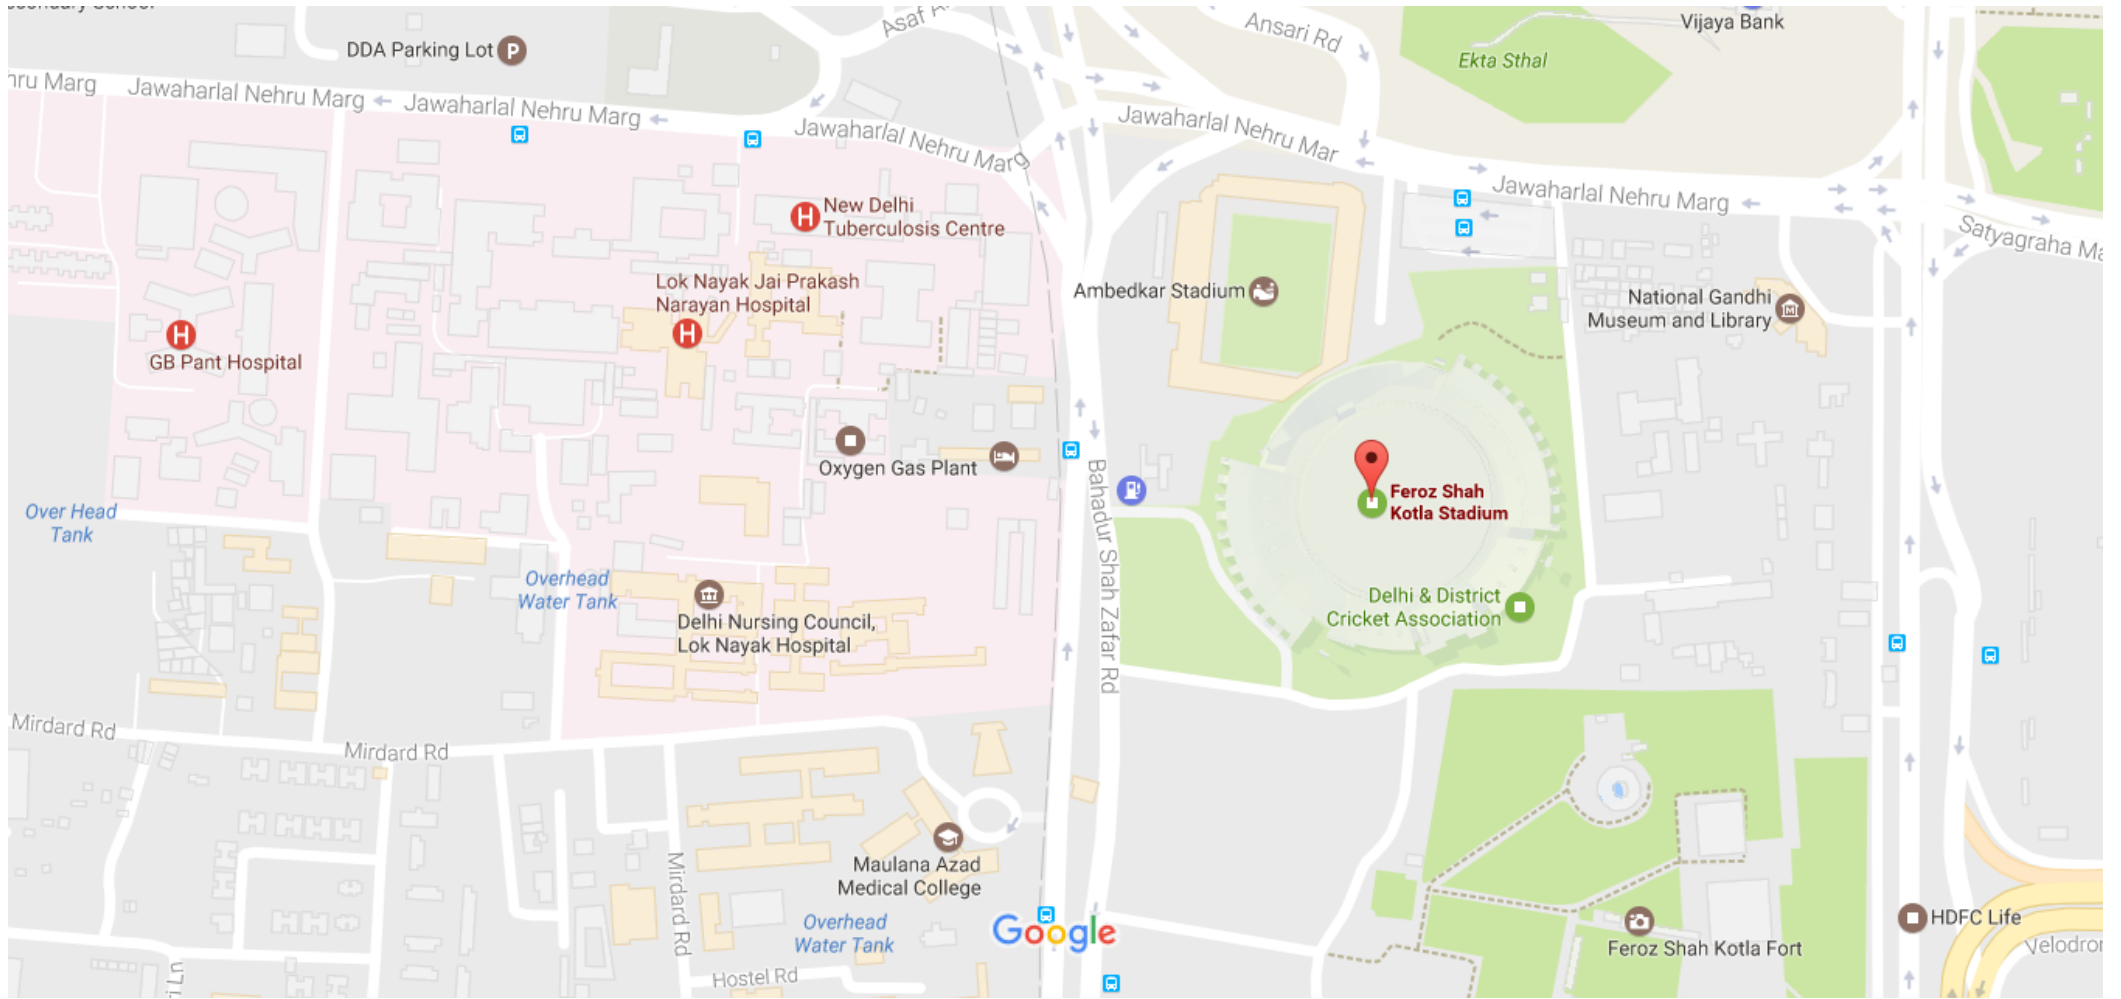 DDA Parking Lot
P
Ansari Rd
Vijaya Bank
Ekta Sthal
Marg
Jawaharlal Nehru Marg
Jawaharlal Nehru Marg
Jawaharlal Nehru Marg
Jawaharlal Nehru Mar
Jawaharlal Nehru Marg
H
New Delhi
Tuberculosis Centre
Lok Nayak Jai Prakash
Narayan Hospital
H
H
GB Pant Hospital
Ambedkar Stadium
National Gandhi
Museum and Library
M
Oxygen Gas Plant
Bahadur Shah Zafar Rd
Feroz Shah
Kotla Stadium
Over Head
Tank
Overhead
Water Tank
Delhi Nursing Council,
Lok Nayak Hospital
Delhi & District
Cricket Association
Mirdard Rd
Mirdard Rd
Mirdard Rd
Maulana Azad
Medical College
Overhead
Water Tank
Google
Hostel Rd
Feroz Shah Kotla Fort
HDFC Life
Satyagraha Ma
Velodro
Ln